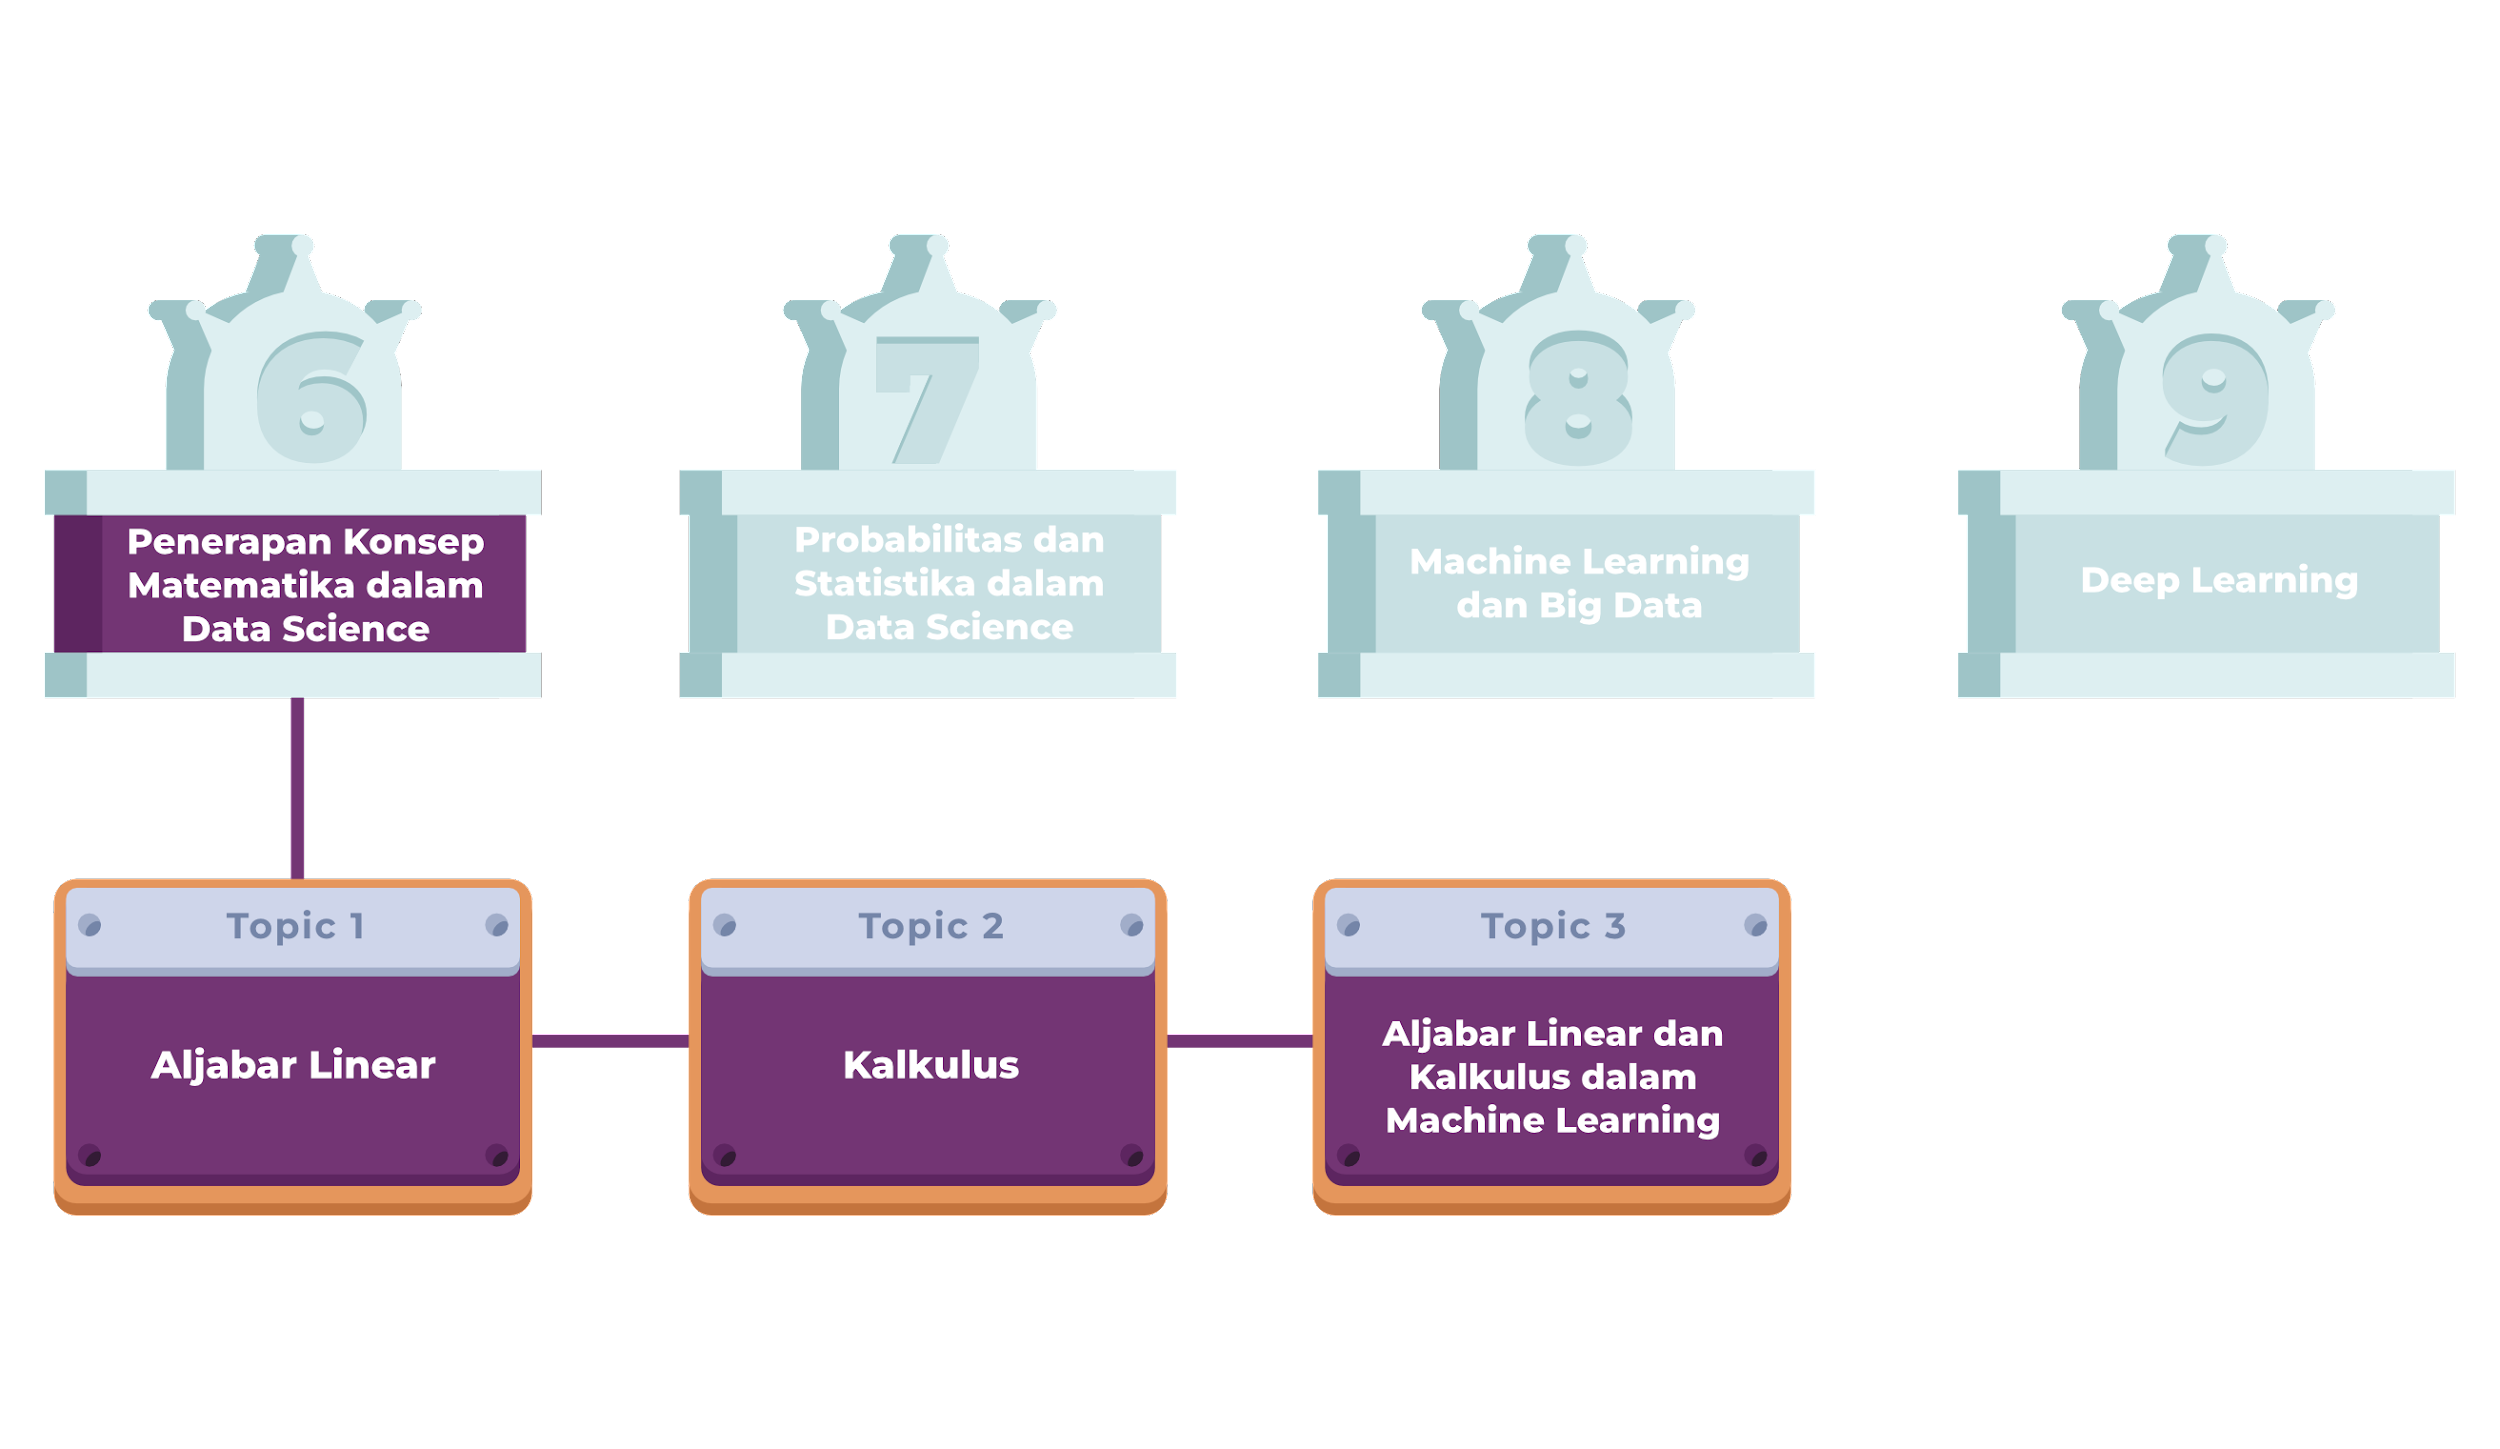 6
7
8
9
Penerapan Konsep
Matematika dalam
Data Science
Probabilitas dan
Statistika dalam
Data Science
Machine Learning
dan Big Data
Deep Learning
Topic 1
Aljabar Linear
Topic 2
Kalkulus
Topic 3
Aljabar Linear dan
Kalkulus dalam
Machine Learning